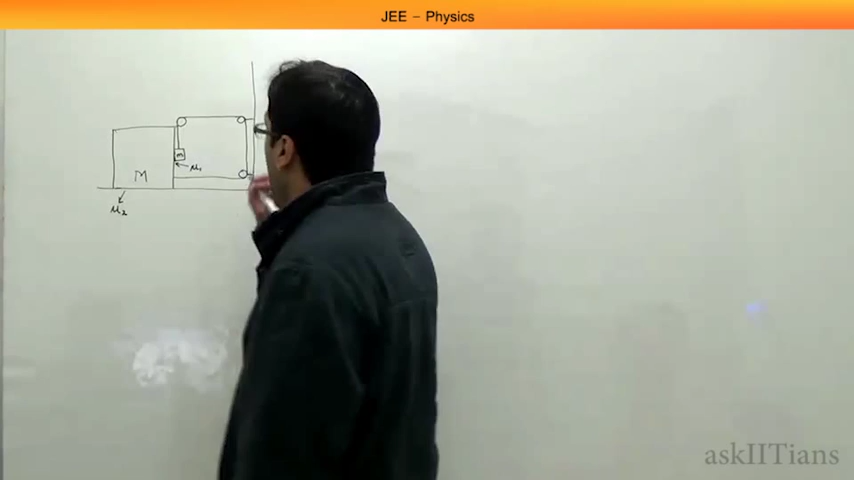 JEE – Physics
m
μ₁
M
μ₂
askIITians